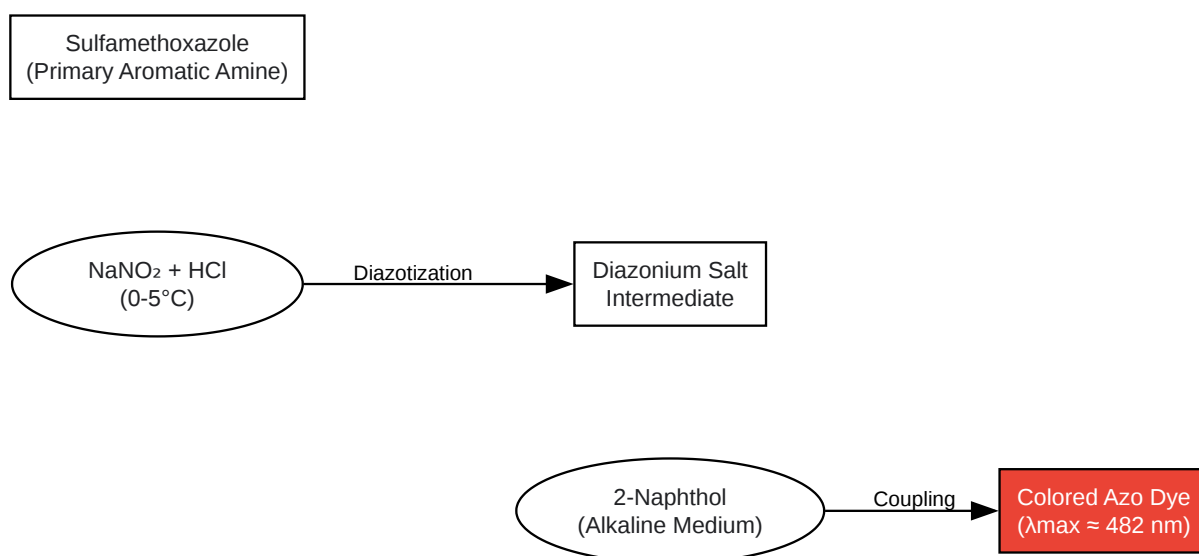 Sulfamethoxazole
(Primary Aromatic Amine)
NaNO₂ + HCl
(0-5°C)
Diazotization
Diazonium Salt
Intermediate
2-Naphthol
(Alkaline Medium)
Coupling
Colored Azo Dye
(λmax ≈ 482 nm)